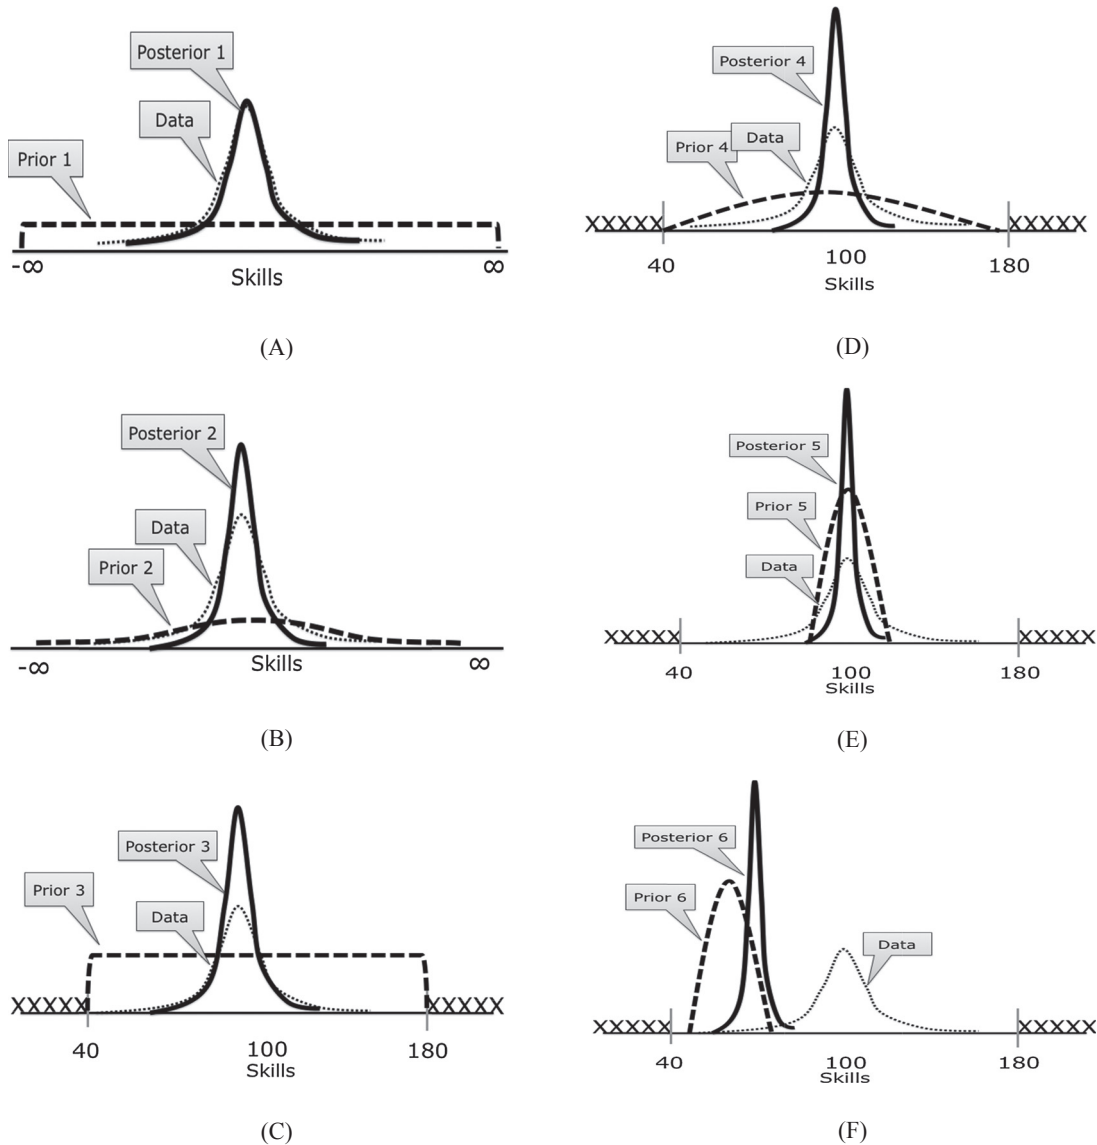 Posterior 1
Data
Prior 1
-∞ ∞
Skills
(A)
Posterior 2
Data
Prior 2
-∞ Skills ∞
(B)
Posterior 3
Prior 3
Data
XXXXX XXXXX
40 100 180
Skills
(C)
Posterior 4
Prior 4 Data
XXXXX XXXXX
40 100 180
Skills
(D)
Posterior 5
Prior 5
Data
XXXXX XXXXX
40 100 180
Skills
(E)
Posterior 6
Prior 6
Data
XXXXX XXXXX
40 100 180
Skills
(F)